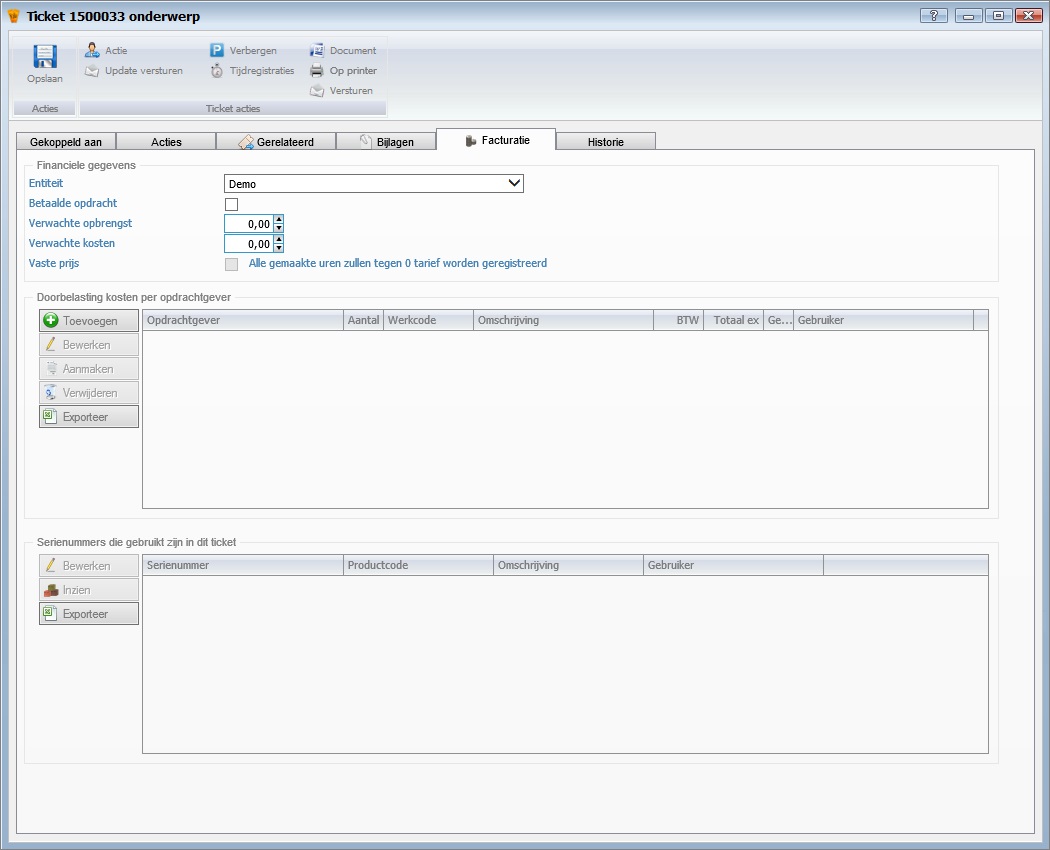 Ticket 1500033 onderwerp
?
Opslaan
Acties
Actie
Update versturen
P Verbergen
Tijdregistraties
Document
Op printer
Versturen
Ticket acties
Gekoppeld aan Acties Gerelateerd Bijlagen Facturatie Historie
Financiele gegevens
Entiteit Demo
Betaalde opdracht
Verwachte opbrengst 0,00
Verwachte kosten 0,00
Vaste prijs Alle gemaakte uren zullen tegen 0 tarief worden geregistreerd
Doorbelasting kosten per opdrachtgever
Toevoegen
Bewerken
Aanmaken
Verwijderen
Exporteer
Opdrachtgever Aantal Werkcode Omschrijving BTW Totaal ex Ge... Gebruiker
Serienummers die gebruikt zijn in dit ticket
Bewerken
Inzien
Exporteer
Serienummer Productcode Omschrijving Gebruiker